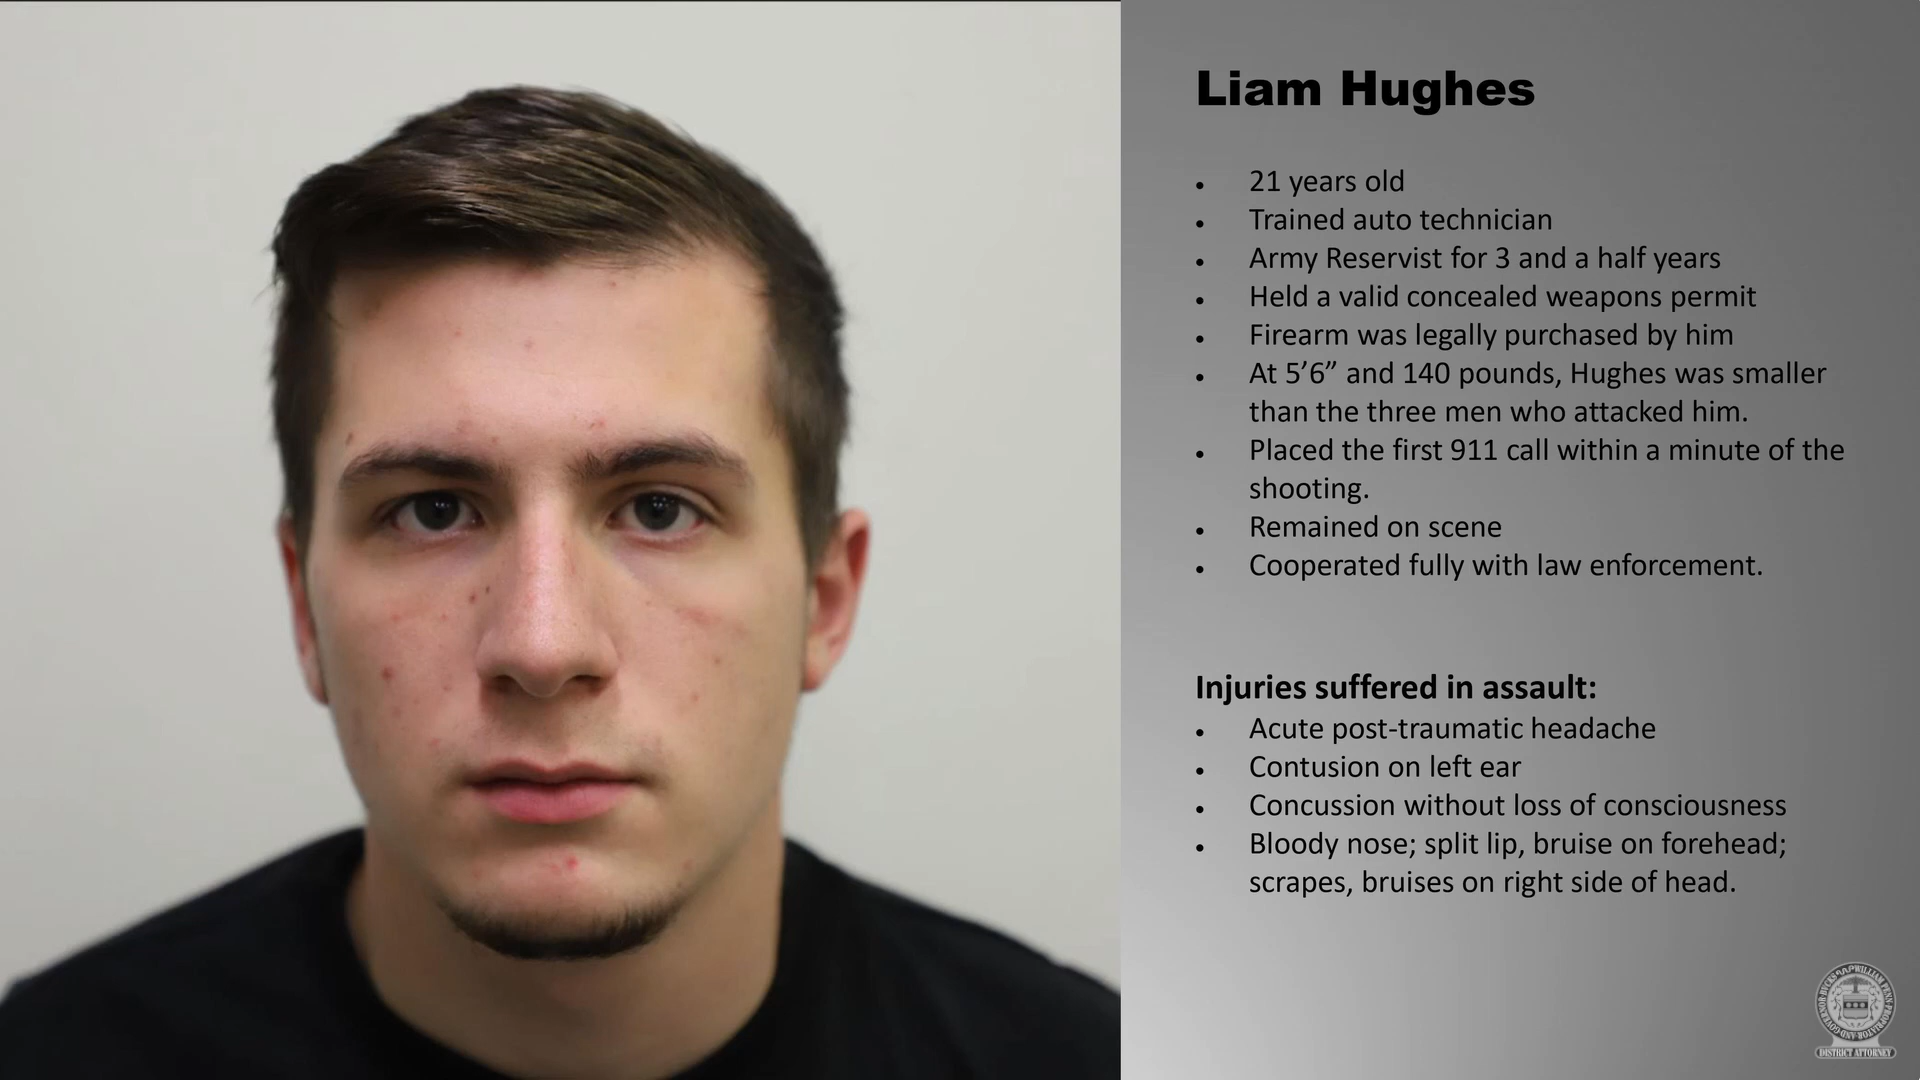 Liam Hughes
• 21 years old
• Trained auto technician
• Army Reservist for 3 and a half years
• Held a valid concealed weapons permit
• Firearm was legally purchased by him
• At 5’6” and 140 pounds, Hughes was smaller
than the three men who attacked him.
• Placed the first 911 call within a minute of the
shooting.
• Remained on scene
• Cooperated fully with law enforcement.
Injuries suffered in assault:
• Acute post-traumatic headache
• Contusion on left ear
• Concussion without loss of consciousness
• Bloody nose; split lip, bruise on forehead;
scrapes, bruises on right side of head.
DISTRICT ATTORNEY